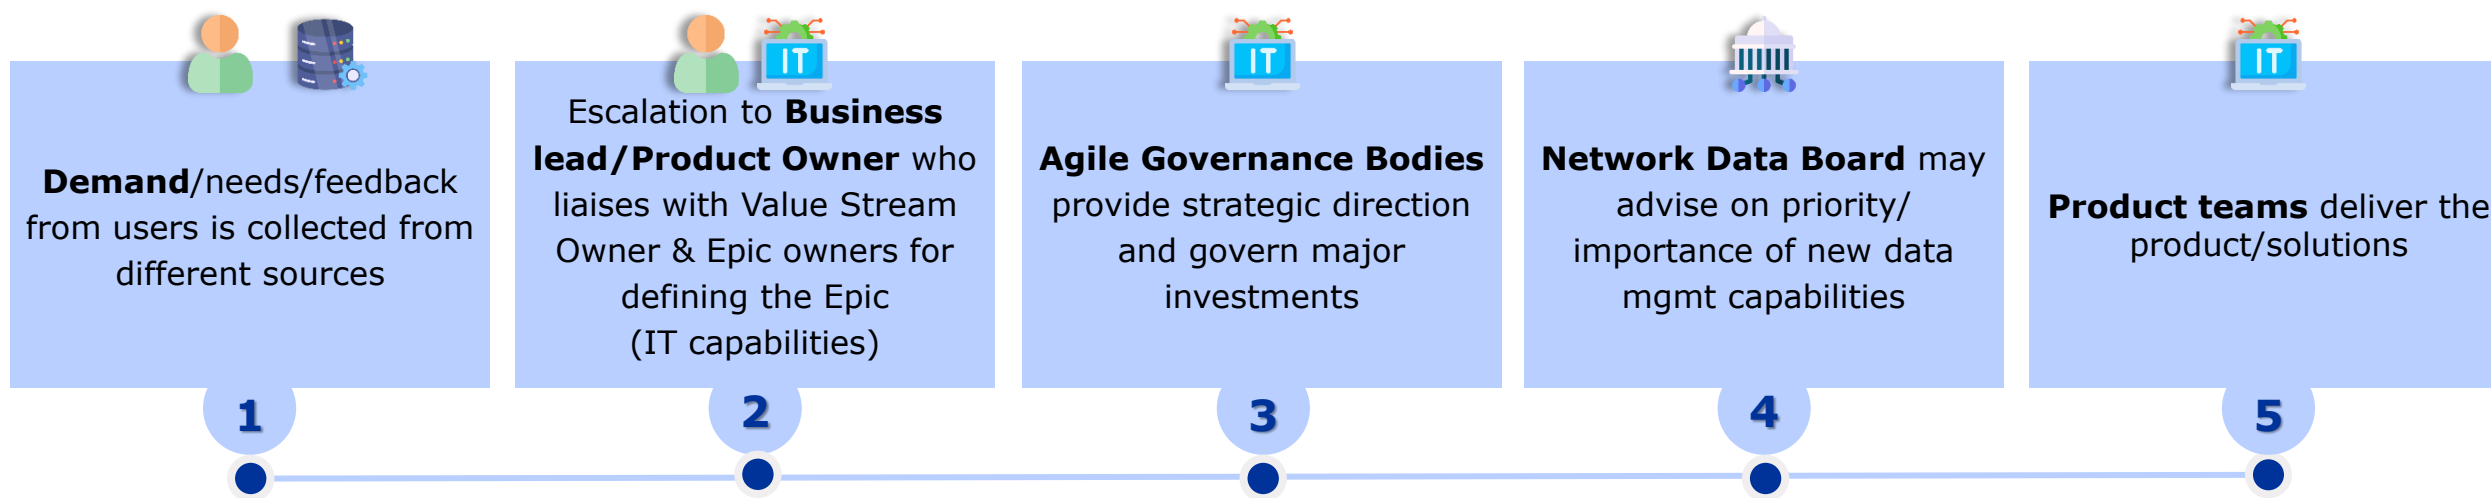 IT
IT
IT
Demand/needs/feedback
from users is collected from
different sources
Escalation to Business
lead/Product Owner who
liaises with Value Stream
Owner & Epic owners for
defining the Epic
(IT capabilities)
Agile Governance Bodies
provide strategic direction
and govern major
investments
Network Data Board may
advise on priority/
importance of new data
mgmt capabilities
Product teams deliver the
product/solutions
1
2
3
4
5